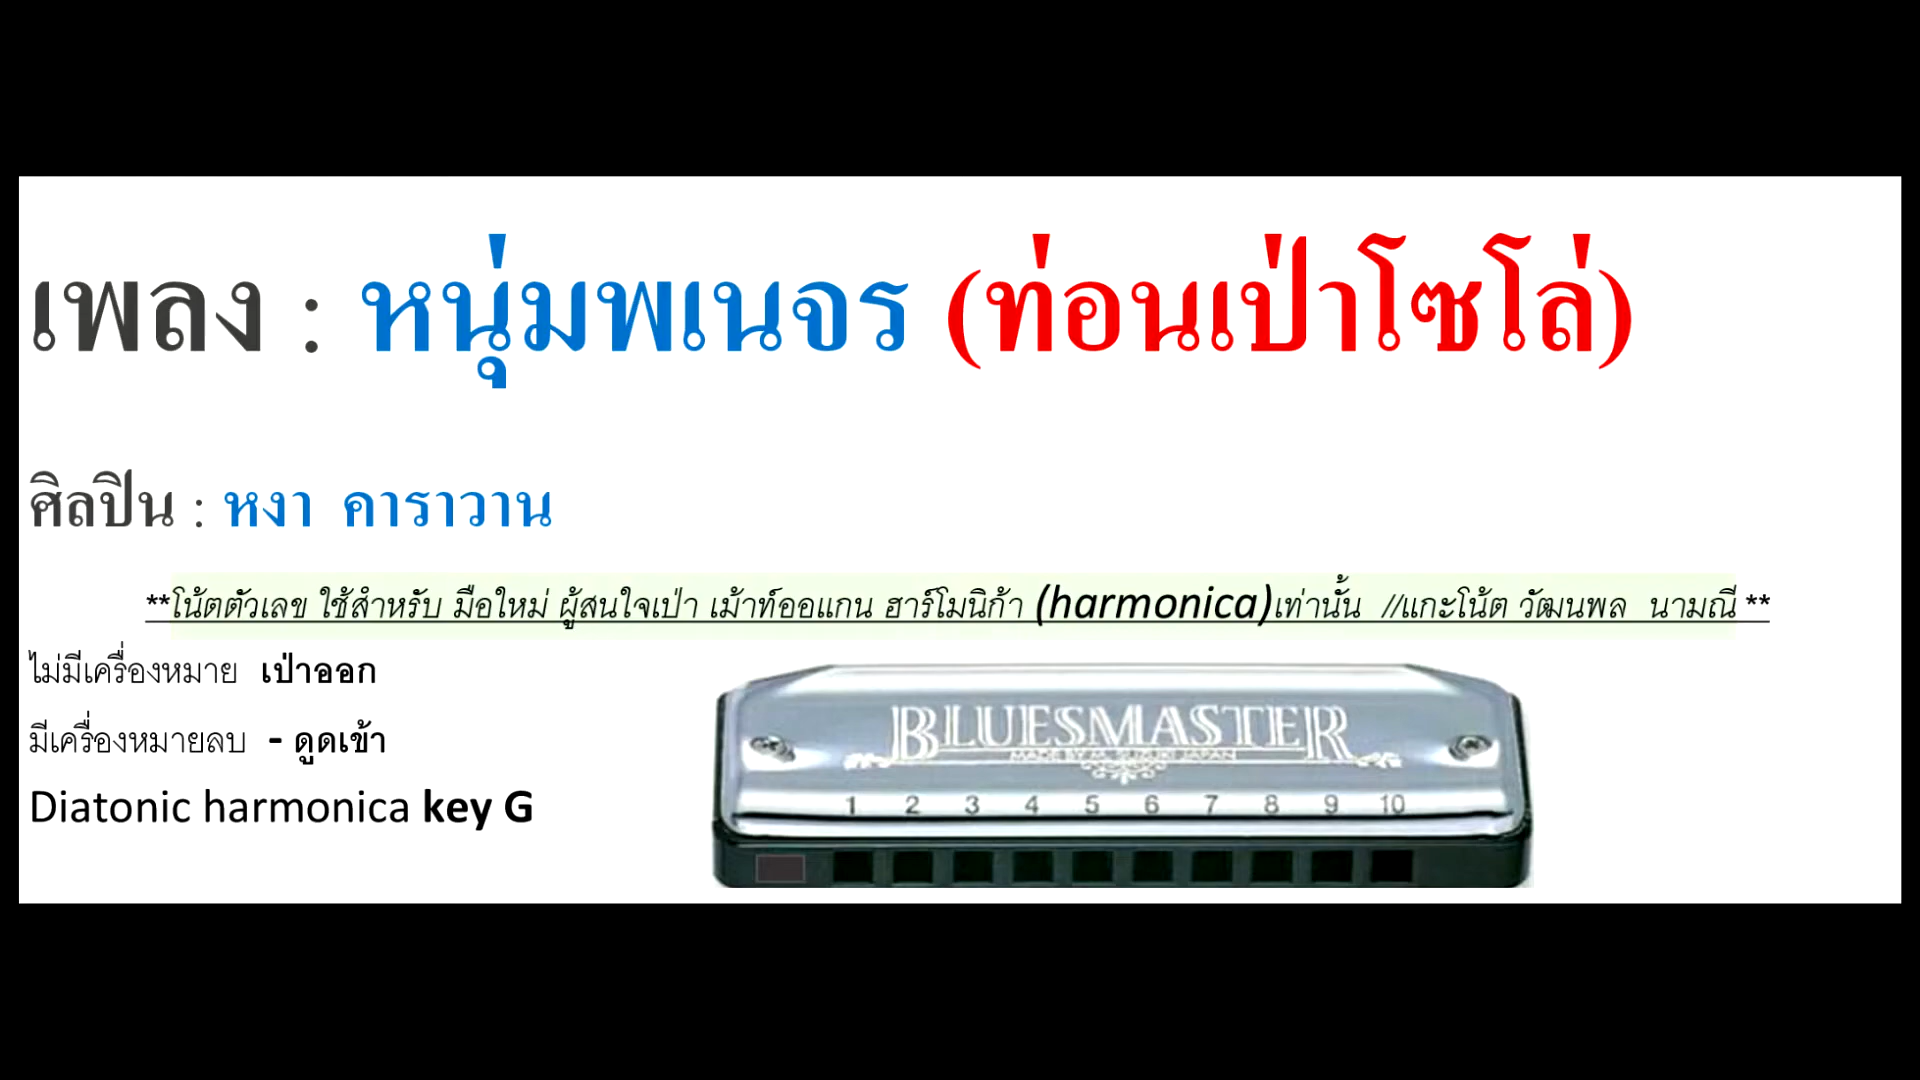 เพลง : หนุ่มพเนจร (ท่อนเป่าโซโล่)
ศิลปิน : หงา คาราวาน
**โน้ตตัวเลข ใช้สำหรับ มือใหม่ ผู้สนใจเป่า เม้าท์ออแกน ฮาร์โมนิก้า (harmonica)เท่านั้น //แกะโน้ต วัฒนพล นามณี **
ไม่มีเครื่องหมาย เป่าออก
มีเครื่องหมายลบ - ดูดเข้า
Diatonic harmonica key G
BLUESMASTER
MADE BY M. SUZUKI JAPAN
1 2 3 4 5 6 7 8 9 10